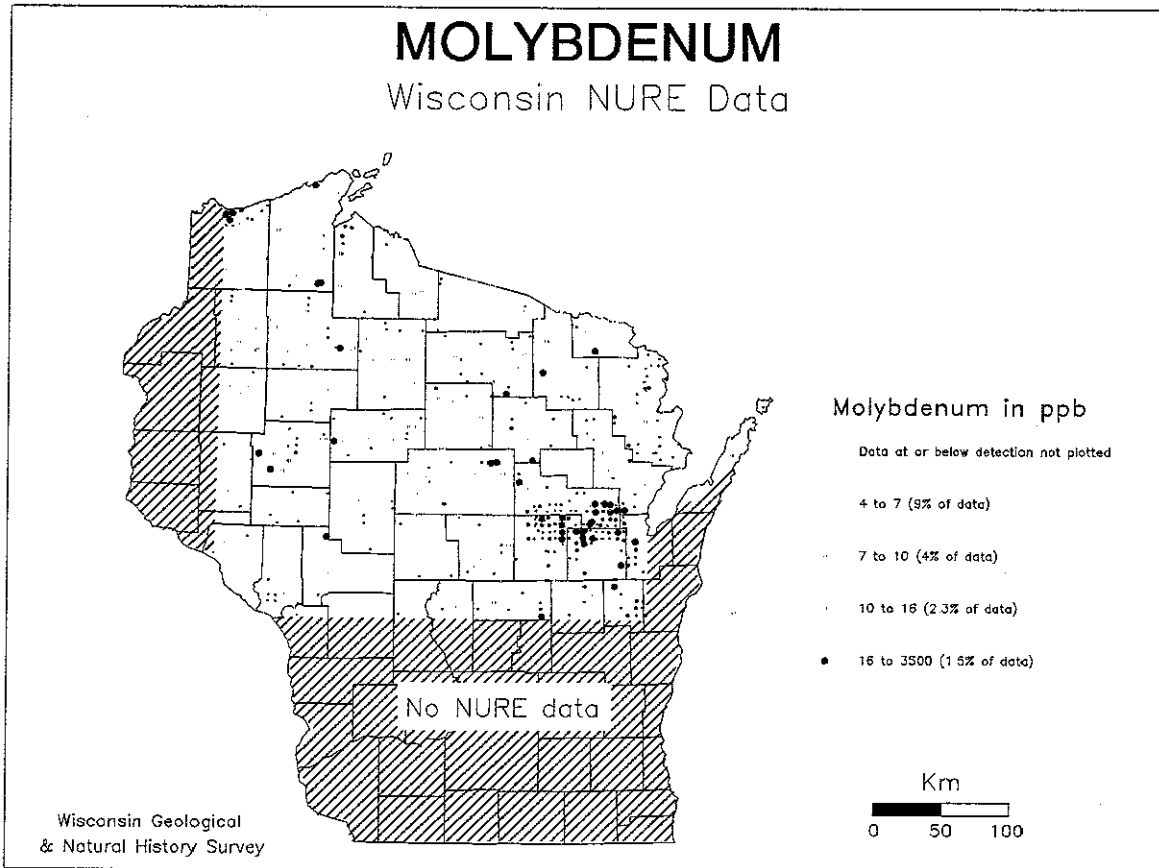 MOLYBDENUM
Wisconsin NURE Data
Molybdenum in ppb
Data at or below detection not plotted
4 to 7 (9% of data)
7 to 10 (4% of data)
10 to 16 (2.3% of data)
16 to 3500 (1.5% of data)
No NURE data
Km
0 50 100
Wisconsin Geological
& Natural History Survey